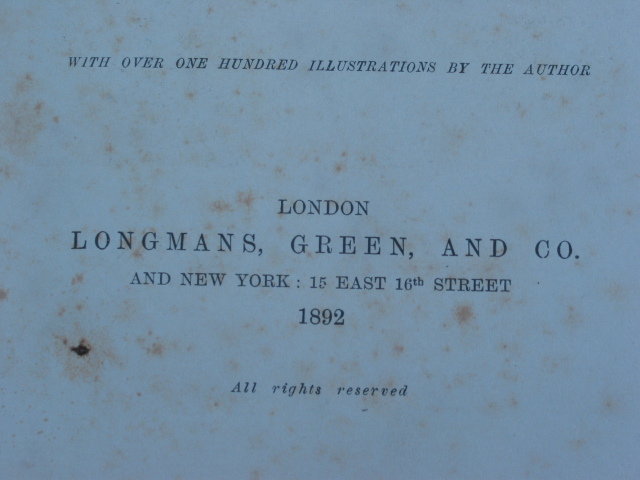 WITH OVER ONE HUNDRED ILLUSTRATIONS BY THE AUTHOR
LONDON
LONGMANS, GREEN, AND CO.
AND NEW YORK : 15 EAST 16th STREET
1892
All rights reserved